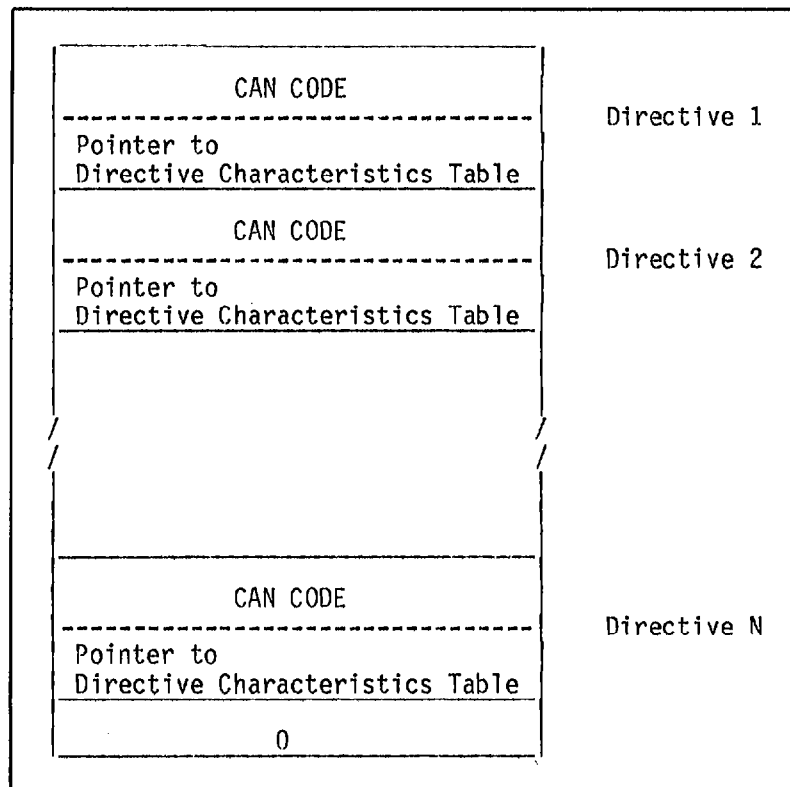 CAN CODE
Directive 1
Pointer to
Directive Characteristics Table
CAN CODE
Directive 2
Pointer to
Directive Characteristics Table
CAN CODE
Directive N
Pointer to
Directive Characteristics Table
0